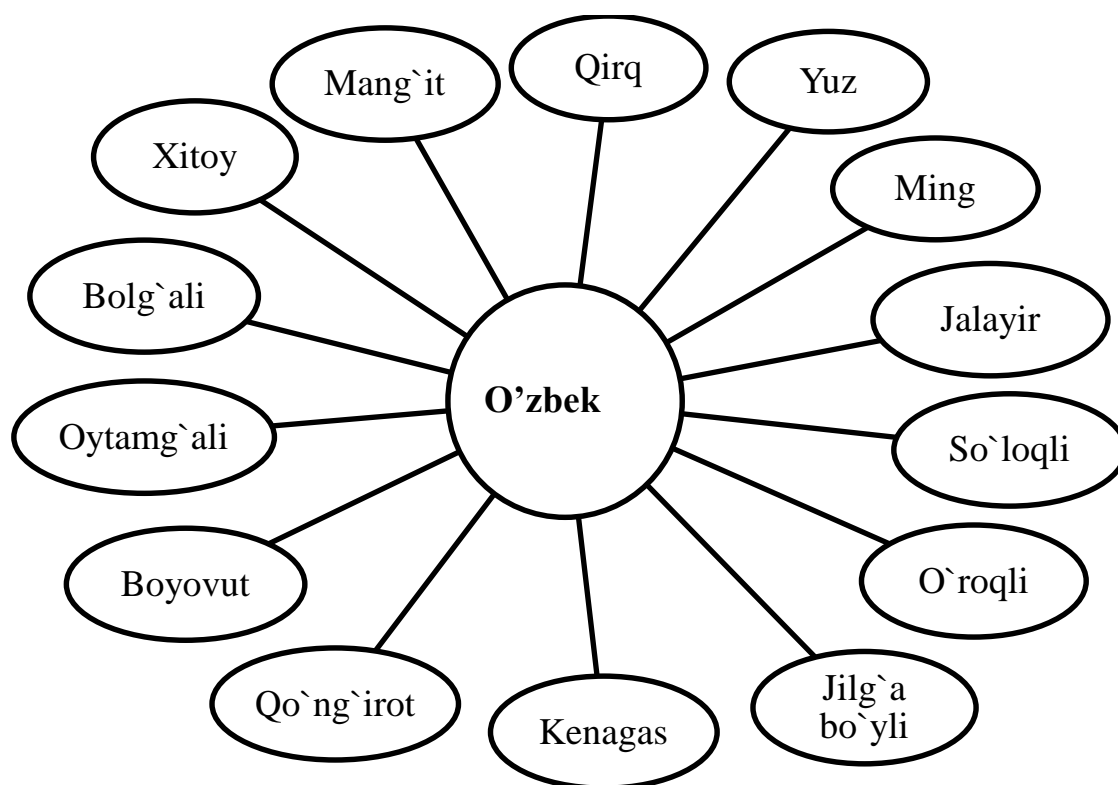 Qirq
Mang`it
Yuz
Xitoy
Ming
Bolg`ali
Jalayir
O’zbek
Oytamg`ali
So`loqli
Boyovut
O`roqli
Qo`ng`irot
Jilg`a
bo`yli
Kenagas